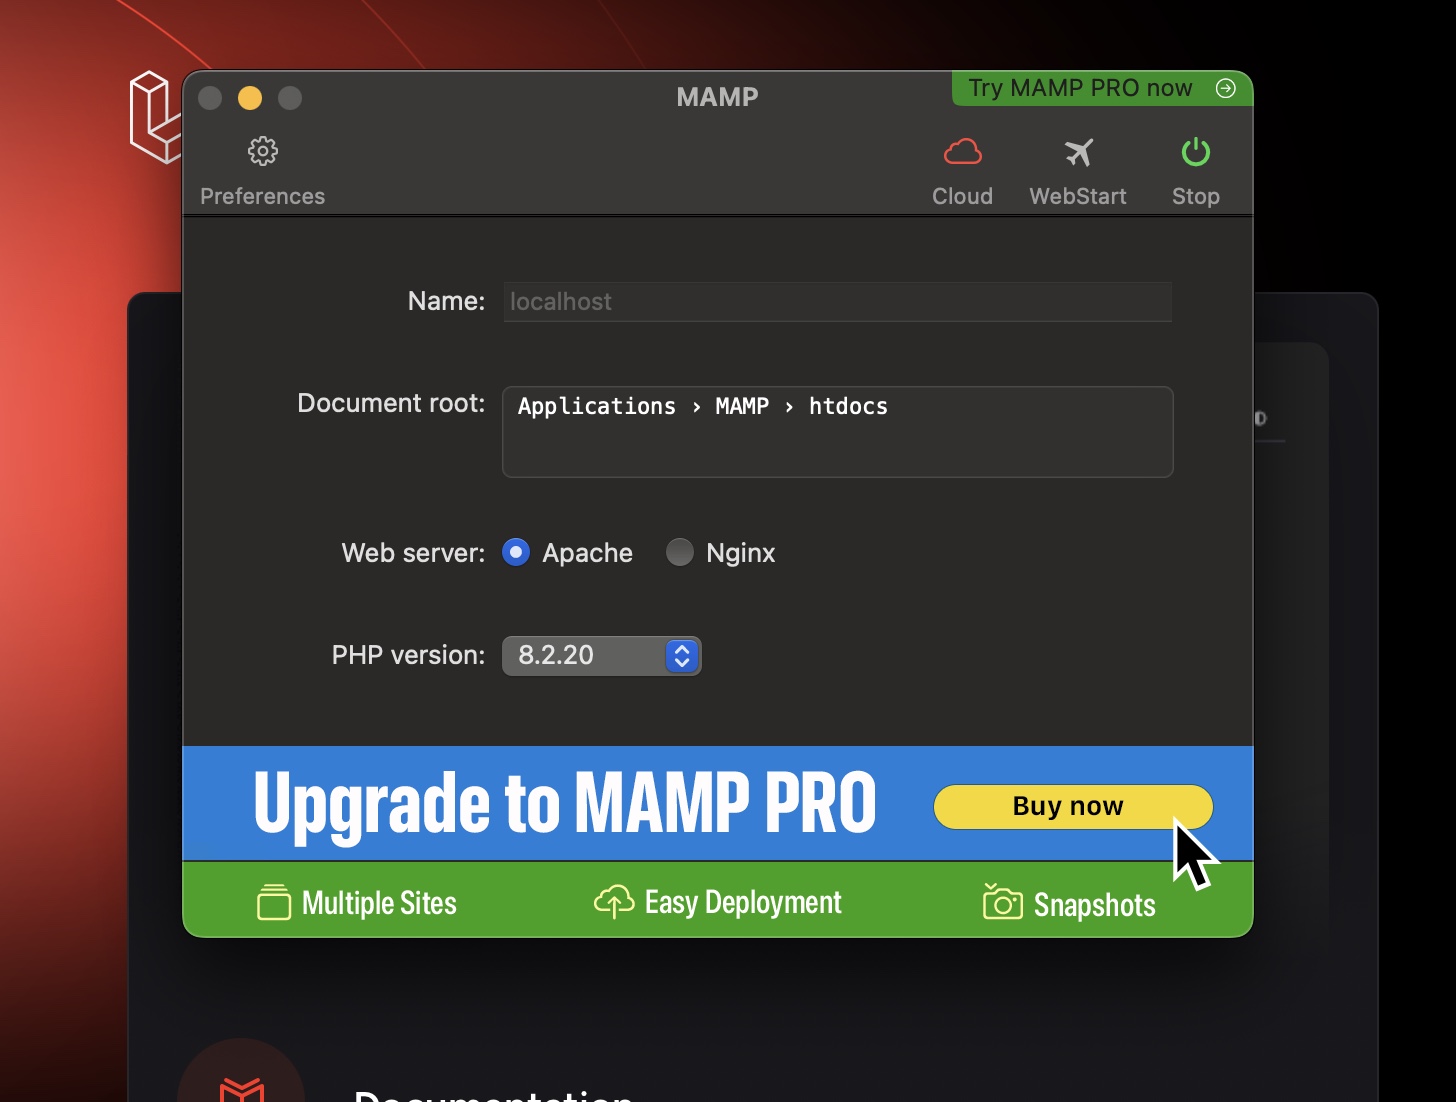 MAMP
Try MAMP PRO now
Preferences
Cloud
WebStart
Stop
Name: localhost
Document root: Applications › MAMP › htdocs
Web server: Apache Nginx
PHP version: 8.2.20
Upgrade to MAMP PRO
Buy now
Multiple Sites
Easy Deployment
Snapshots
Documentation